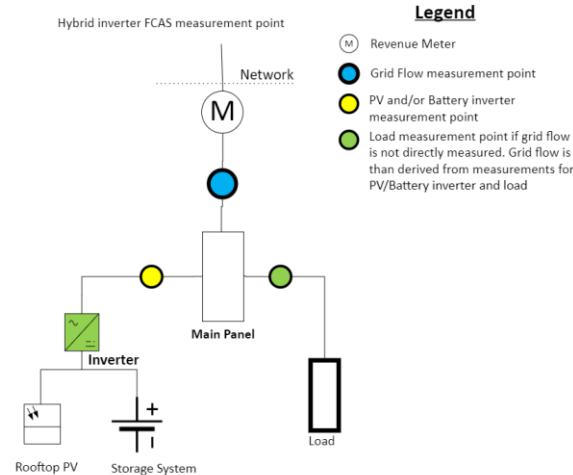 Hybrid inverter FCAS measurement point
Legend
M Revenue Meter
Grid Flow measurement point
PV and/or Battery inverter
measurement point
Load measurement point if grid flow
is not directly measured. Grid flow is
than derived from measurements for
PV/Battery inverter and load
Network
M
Main Panel
Inverter
+
Rooftop PV
Storage System
Load